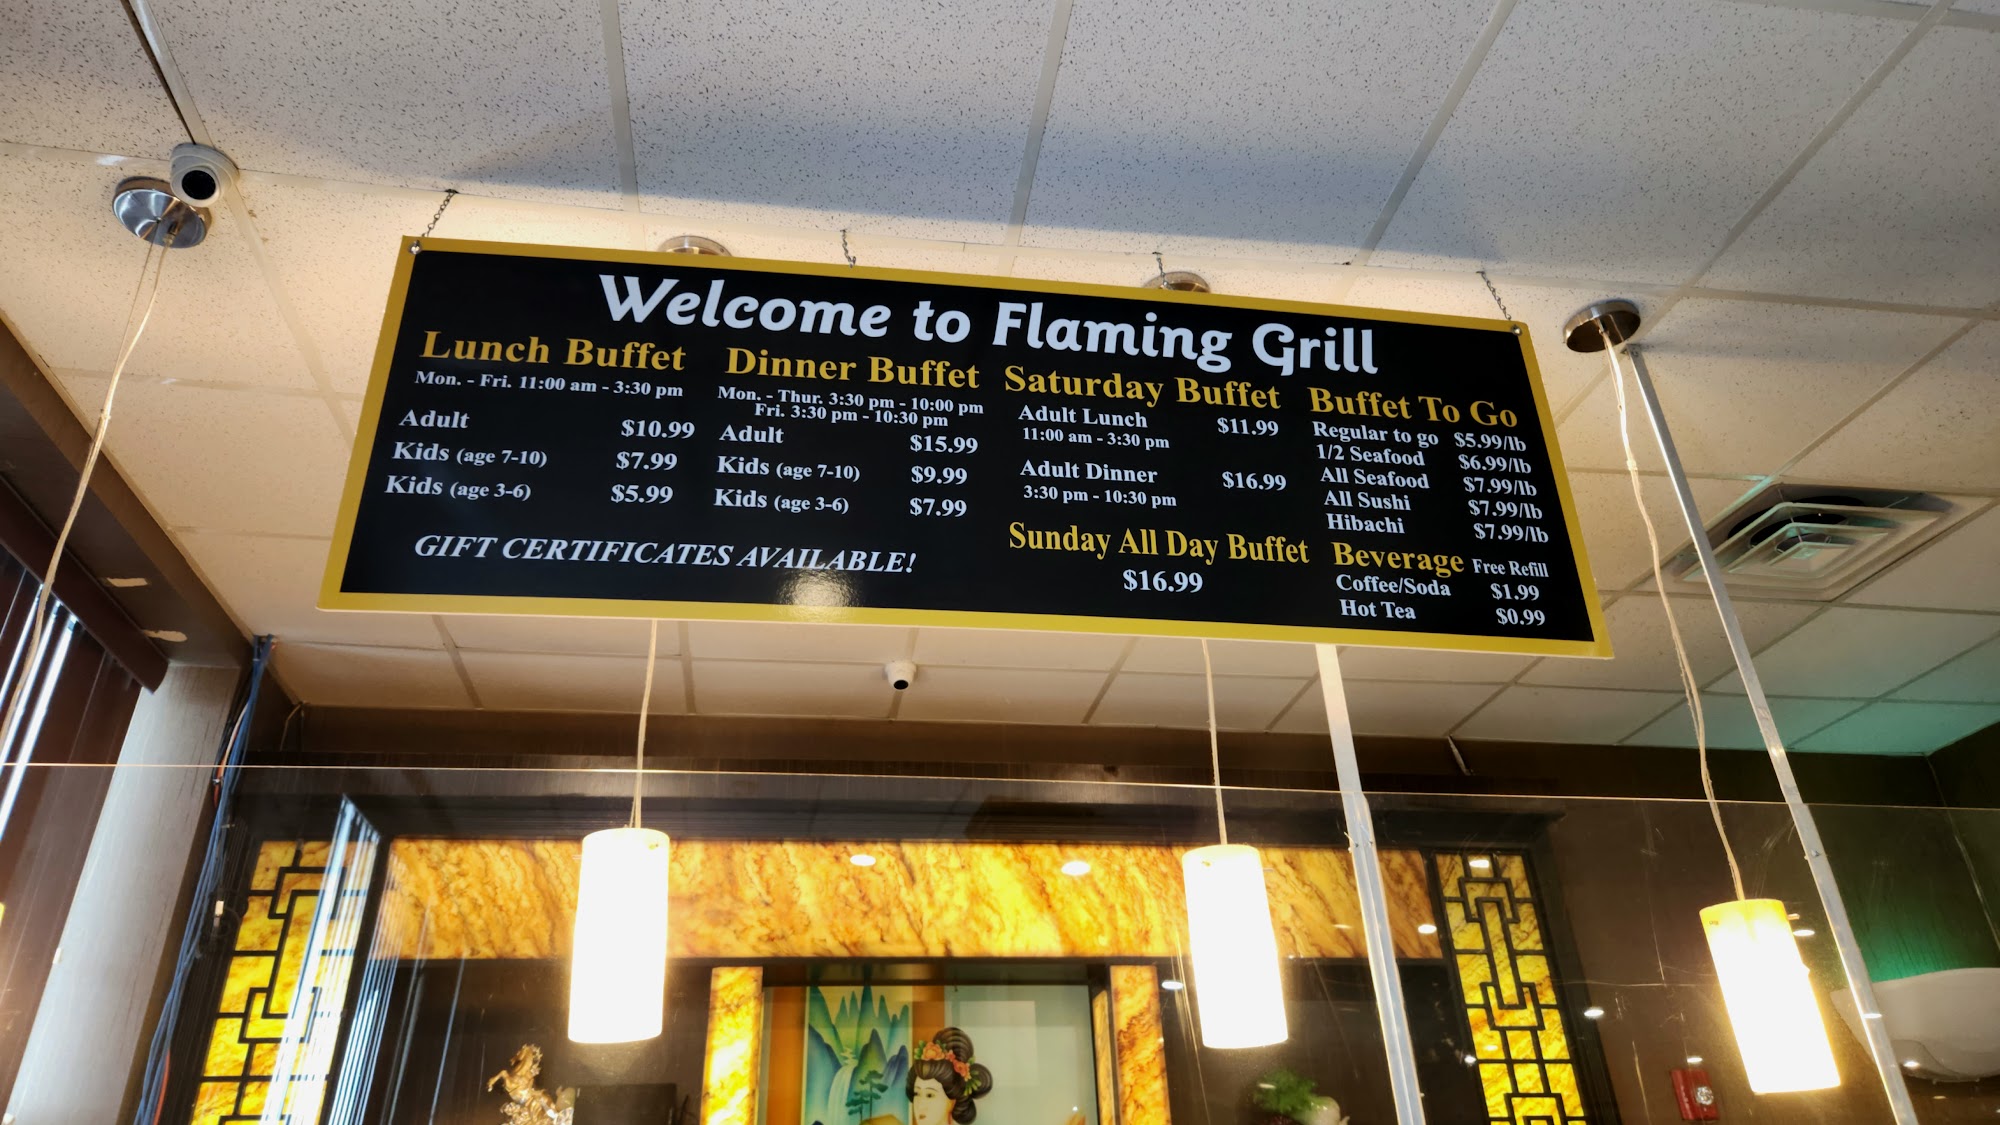 Welcome to Flaming Grill
Lunch Buffet
Mon. - Fri. 11:00 am - 3:30 pm
Adult $10.99
Kids (age 7-10) $7.99
Kids (age 3-6) $5.99
GIFT CERTIFICATES AVAILABLE!
Dinner Buffet
Mon. - Thur. 3:30 pm - 10:00 pm
Fri. 3:30 pm - 10:30 pm
Adult $15.99
Kids (age 7-10) $9.99
Kids (age 3-6) $7.99
Saturday Buffet
Adult Lunch $11.99
11:00 am - 3:30 pm
Adult Dinner $16.99
3:30 pm - 10:30 pm
Sunday All Day Buffet
$16.99
Buffet To Go
Regular to go $5.99/lb
1/2 Seafood $6.99/lb
All Seafood $7.99/lb
All Sushi $7.99/lb
Hibachi $7.99/lb
Beverage Free Refill
Coffee/Soda $1.99
Hot Tea $0.99